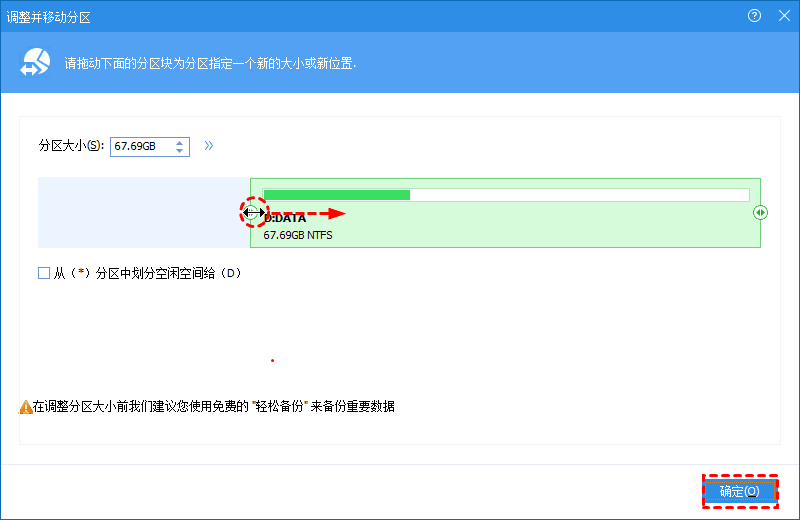 调整并移动分区
请拖动下面的分区块为分区指定一个新的大小或新位置.
分区大小(S): 67.69GB
D:DATA
67.69GB NTFS
从（*）分区中划分空闲空间给（D）
在调整分区大小前我们建议您使用免费的 "轻松备份" 来备份重要数据
确定(O)